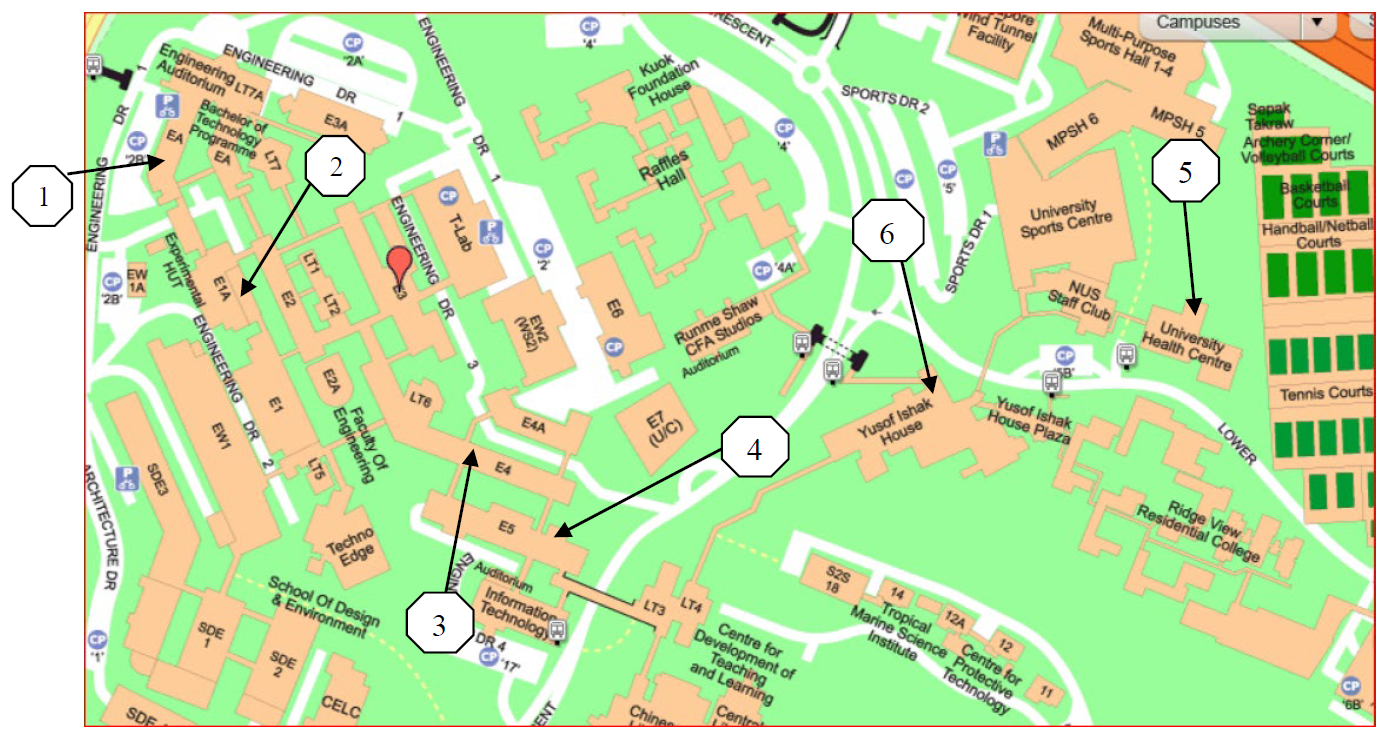 Campuses
CRESCENT
Wind Tunnel
Facility
Multi-Purpose
Sports Hall 1-4
CP
'4'
CP
'2A'
ENGINEERING
DR
1
Engineering
Auditorium
LT7A
ENGINEERING
DR
1
E3A
ENGINEERING
DR
1
P
CP
'2B'
EA
Bachelor of
Technology
Programme
EA
LT7
Kuok
Foundation
House
Raffles
Hall
CP
'4'
SPORTS DR 2
CP
CP
'5'
SPORTS DR 1
P
MPSH 6
MPSH 5
Sepak
Takraw
Archery Corner/
Volleyball Courts
Basketball
Courts
Handball/Netball
Courts
Tennis Courts
1
2
5
6
CP
T-Lab
P
ENGINEERING
DR
3
CP
'2'
University
Sports Centre
NUS
Staff Club
University
Health Centre
Experimental
HUT
EW
1A
CP
'2B'
E1A
E2
LT1
LT2
E3
EW2
(WS2)
E6
CP
CP
'4A'
Runme Shaw
CFA Studios
Auditorium
CP
'5B'
ENGINEERING
DR
2
EW1
E1
E2A
Faculty Of
Engineering
LT6
LT5
E4A
E4
E7
(U/C)
4
Yusof Ishak
House
Yusof Ishak
House Plaza
LOWER
SDE3
P
ARCHITECTURE DR
Techno
Edge
E5
Ridge View
Residential College
School Of Design
& Environment
3
Auditorium
Information
Technology
DR 4
CP
'17'
LT3
LT4
S2S
18
14
12A
12
11
Tropical
Marine Science
Institute
Centre for
Protective
Technology
Centre for
Development of
Teaching
and Learning
CP
'1'
SDE
1
SDE
2
CELC
CP
'6B'